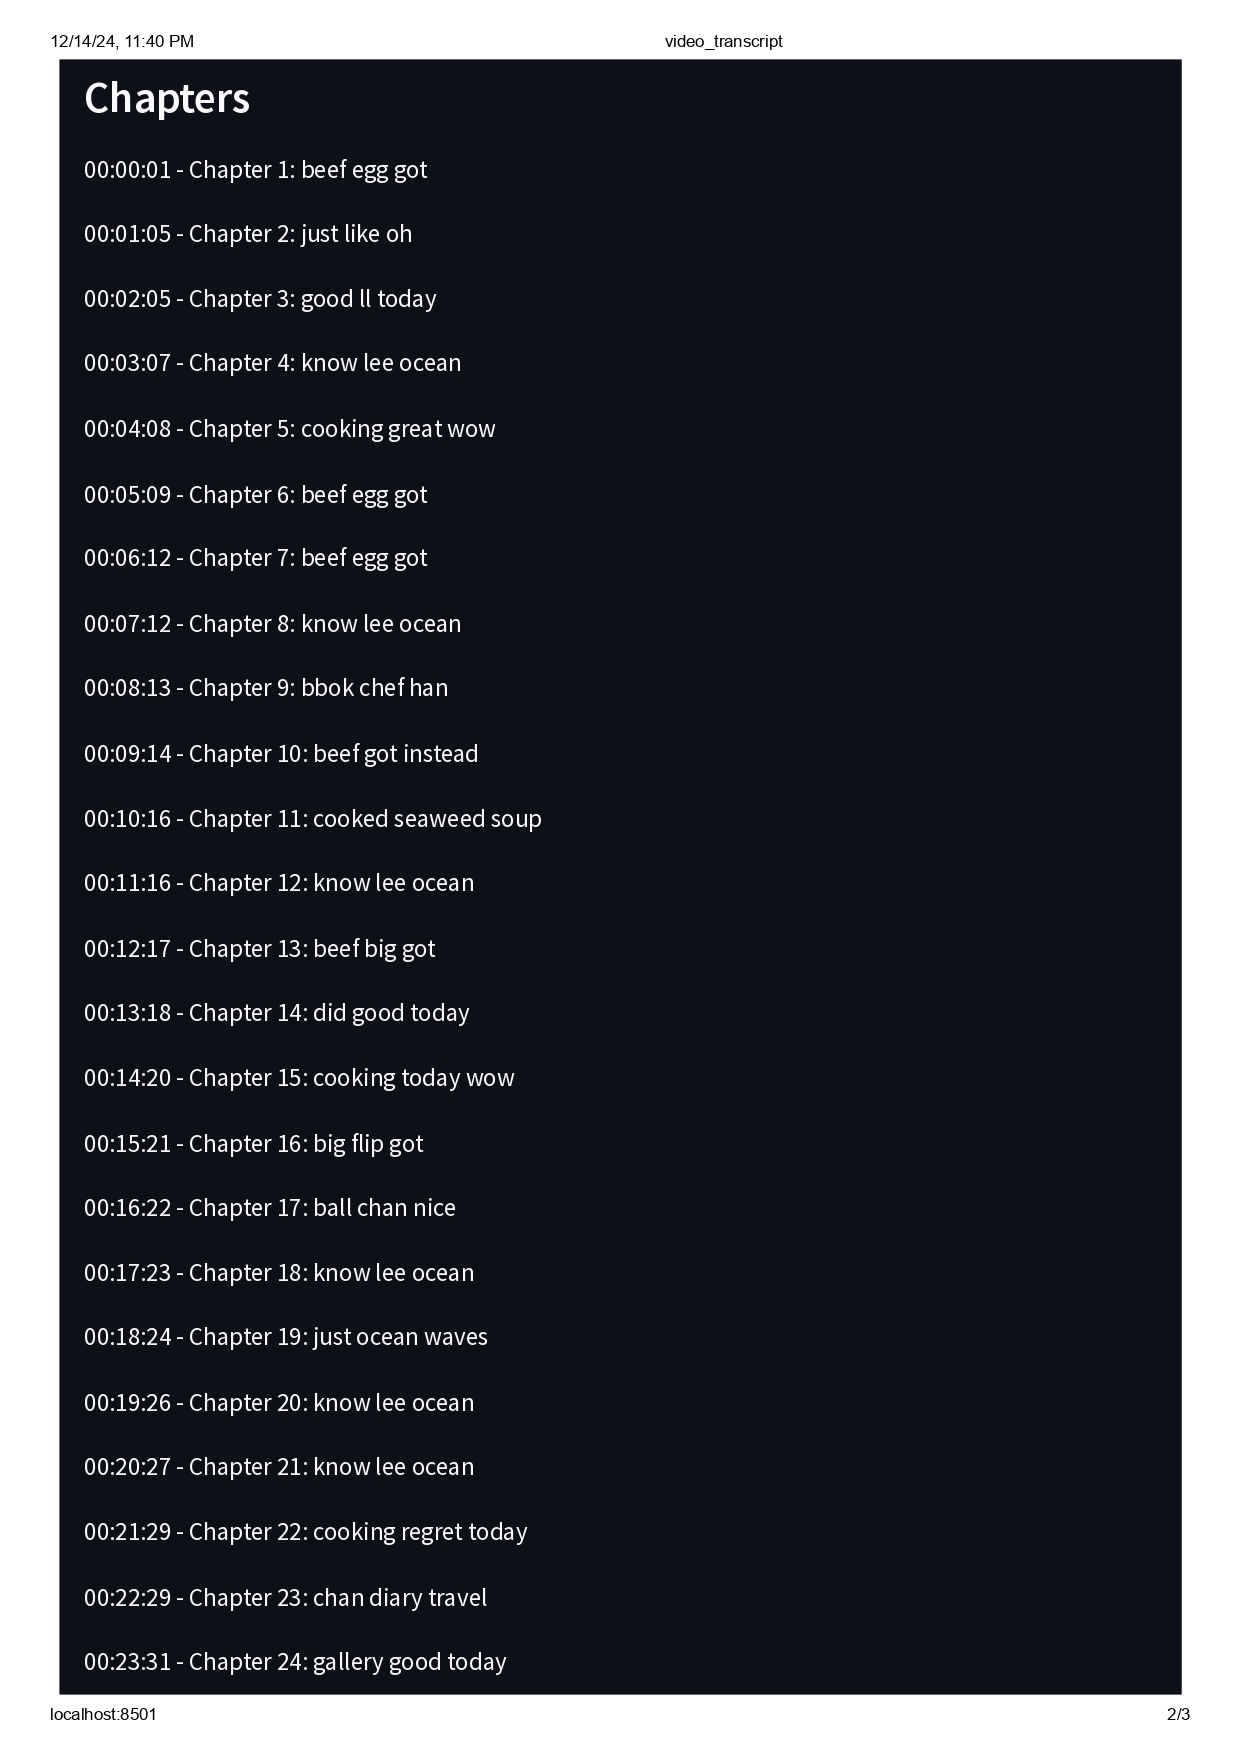 12/14/24, 11:40 PM video_transcript
Chapters
00:00:01 - Chapter 1: beef egg got
00:01:05 - Chapter 2: just like oh
00:02:05 - Chapter 3: good ll today
00:03:07 - Chapter 4: know lee ocean
00:04:08 - Chapter 5: cooking great wow
00:05:09 - Chapter 6: beef egg got
00:06:12 - Chapter 7: beef egg got
00:07:12 - Chapter 8: know lee ocean
00:08:13 - Chapter 9: bbok chef han
00:09:14 - Chapter 10: beef got instead
00:10:16 - Chapter 11: cooked seaweed soup
00:11:16 - Chapter 12: know lee ocean
00:12:17 - Chapter 13: beef big got
00:13:18 - Chapter 14: did good today
00:14:20 - Chapter 15: cooking today wow
00:15:21 - Chapter 16: big flip got
00:16:22 - Chapter 17: ball chan nice
00:17:23 - Chapter 18: know lee ocean
00:18:24 - Chapter 19: just ocean waves
00:19:26 - Chapter 20: know lee ocean
00:20:27 - Chapter 21: know lee ocean
00:21:29 - Chapter 22: cooking regret today
00:22:29 - Chapter 23: chan diary travel
00:23:31 - Chapter 24: gallery good today
localhost:8501 2/3